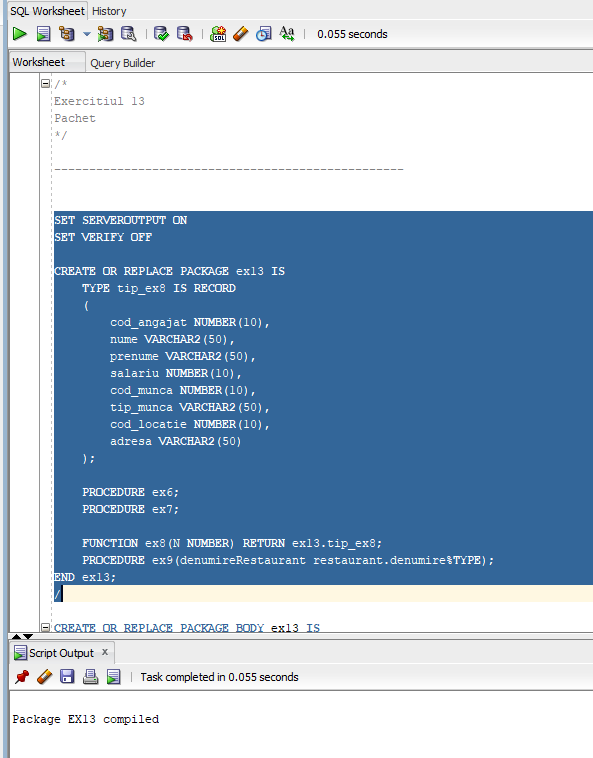 SQL Worksheet History
0.055 seconds
Worksheet Query Builder
/*
Exercitiul 13
Pachet
*/
--------------------------------------------------
SET SERVEROUTPUT ON
SET VERIFY OFF
CREATE OR REPLACE PACKAGE ex13 IS
TYPE tip_ex8 IS RECORD
(
cod_angajat NUMBER(10),
nume VARCHAR2(50),
prenume VARCHAR2(50),
salariu NUMBER(10),
cod_munca NUMBER(10),
tip_munca VARCHAR2(50),
cod_locatie NUMBER(10),
adresa VARCHAR2(50)
);
PROCEDURE ex6;
PROCEDURE ex7;
FUNCTION ex8(N NUMBER) RETURN ex13.tip_ex8;
PROCEDURE ex9(denumireRestaurant restaurant.denumire%TYPE);
END ex13;
/
CREATE OR REPLACE PACKAGE BODY ex13 IS
Script Output x
Task completed in 0.055 seconds
Package EX13 compiled